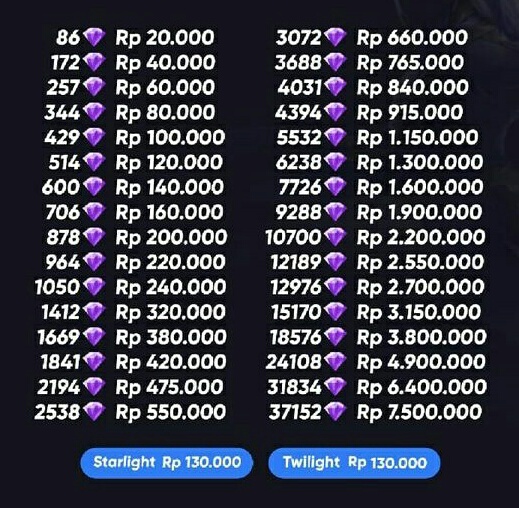 86 Rp 20.000
172 Rp 40.000
257 Rp 60.000
344 Rp 80.000
429 Rp 100.000
514 Rp 120.000
600 Rp 140.000
706 Rp 160.000
878 Rp 200.000
964 Rp 220.000
1050 Rp 240.000
1412 Rp 320.000
1669 Rp 380.000
1841 Rp 420.000
2194 Rp 475.000
2538 Rp 550.000
3072 Rp 660.000
3688 Rp 765.000
4031 Rp 840.000
4394 Rp 915.000
5532 Rp 1.150.000
6238 Rp 1.300.000
7726 Rp 1.600.000
9288 Rp 1.900.000
10700 Rp 2.200.000
12189 Rp 2.550.000
12976 Rp 2.700.000
15170 Rp 3.150.000
18576 Rp 3.800.000
24108 Rp 4.900.000
31834 Rp 6.400.000
37152 Rp 7.500.000
Starlight Rp 130.000
Twilight Rp 130.000